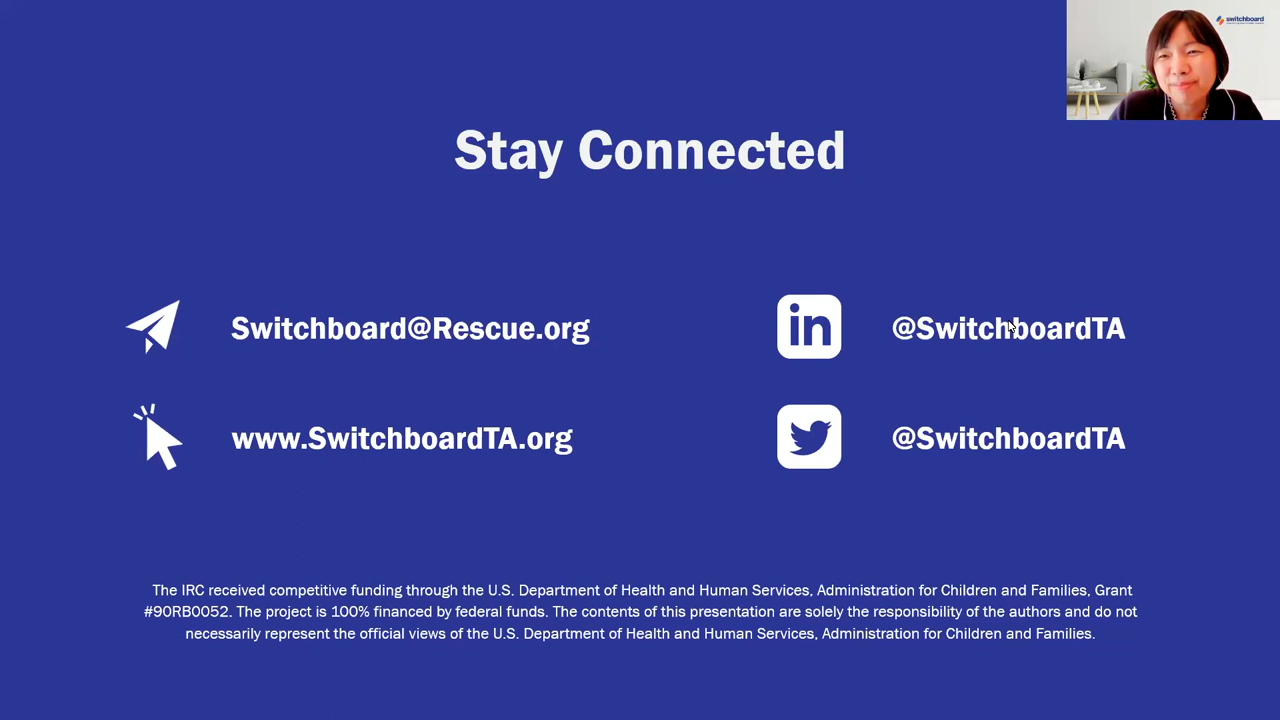 switchboard
Stay Connected
Switchboard@Rescue.org
@SwitchboardTA
www.SwitchboardTA.org
@SwitchboardTA
The IRC received competitive funding through the U.S. Department of Health and Human Services, Administration for Children and Families, Grant
#90RB0052. The project is 100% financed by federal funds. The contents of this presentation are solely the responsibility of the authors and do not
necessarily represent the official views of the U.S. Department of Health and Human Services, Administration for Children and Families.